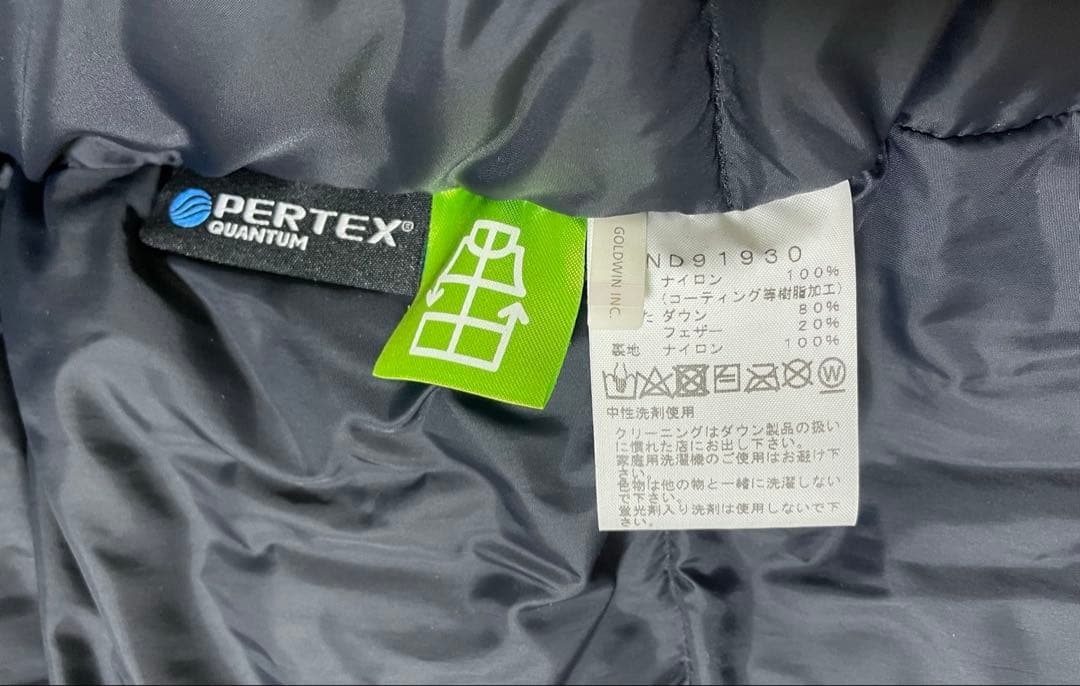 PERTEX®
QUANTUM
GOLDWIN INC.
ND91930
ナイロン 100%
(コーティング等樹脂加工)
た ダウン 80%
フェザー 20%
裏地 ナイロン 100%
W
中性洗剤使用
クリーニングはダウン製品の扱い
に慣れた店にお出し下さい。
家庭用洗濯機のご使用はお避け下
さい。
色物は他の物と一緒に洗濯しない
で下さい。
蛍光剤入り洗剤は使用しないで下
さい。